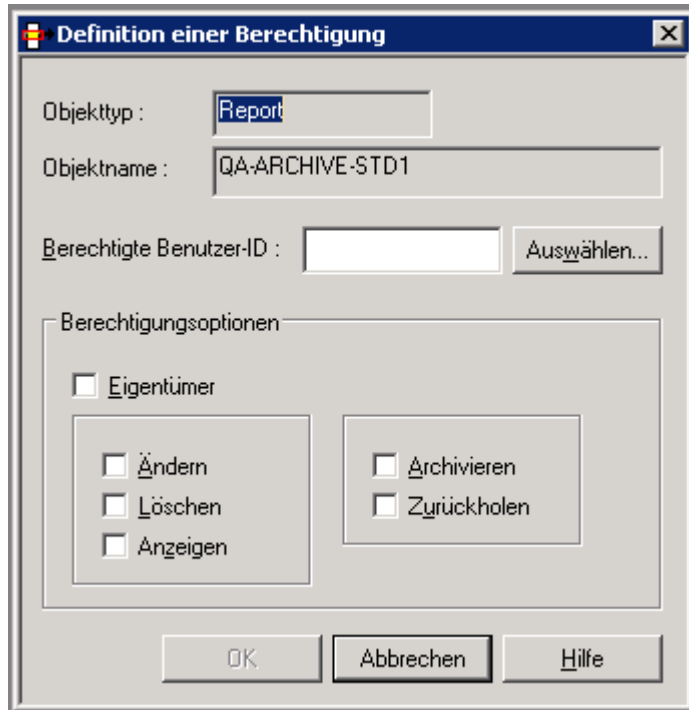 Definition einer Berechtigung
Objekttyp : Report
Objektname : QA-ARCHIVE-STD1
Berechtigte Benutzer-ID : Auswählen...
Berechtigungsoptionen
Eigentümer
Ändern Archivieren
Löschen Zurückholen
Anzeigen
OK Abbrechen Hilfe